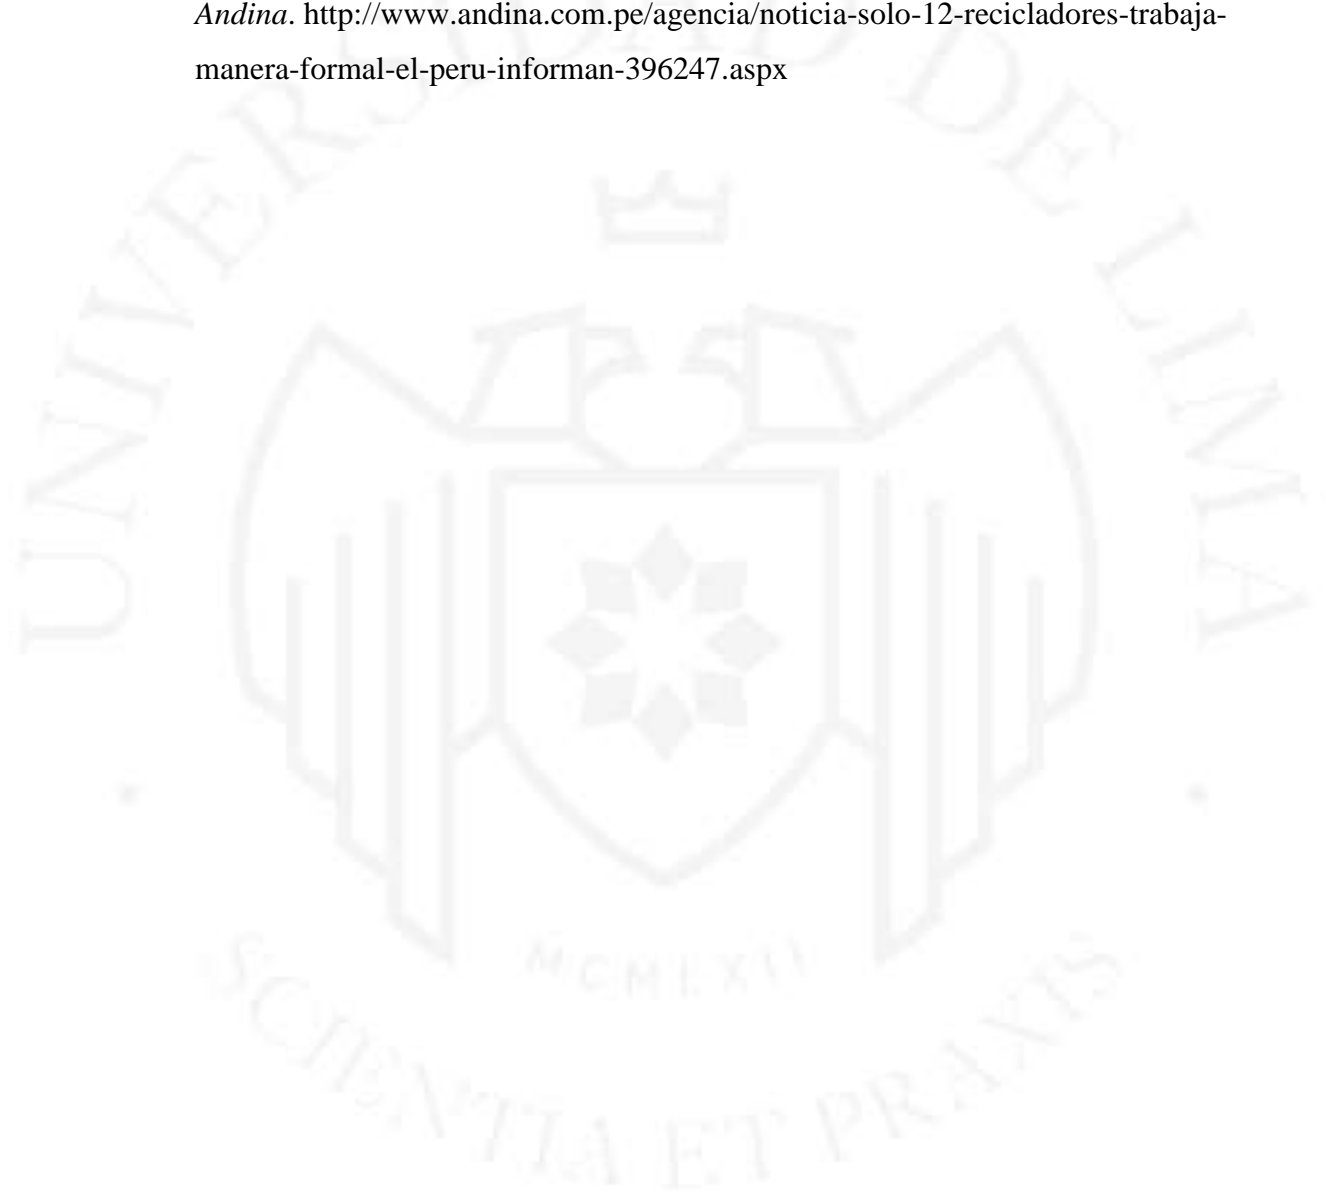 Andina. http://www.andina.com.pe/agencia/noticia-solo-12-recicladores-trabaja-
manera-formal-el-peru-informan-396247.aspx
UNIVERSIDAD DE LIMA
MCMLXII
SCIENTIA ET PRAXIS